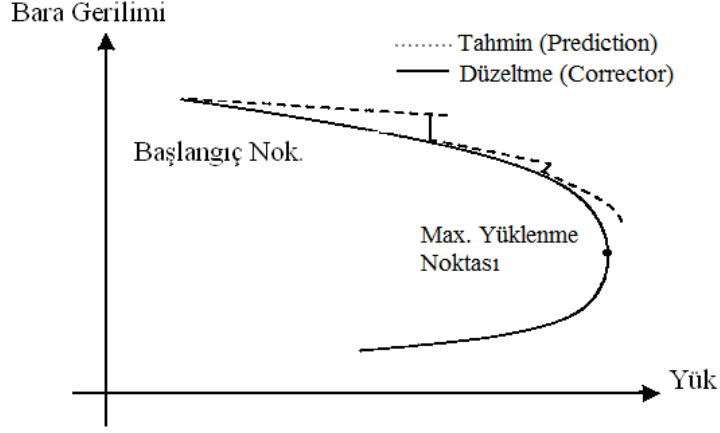 Bara Gerilimi
Tahmin (Prediction)
Düzeltme (Corrector)
Başlangıç Nok.
Max. Yüklenme
Noktası
Yük